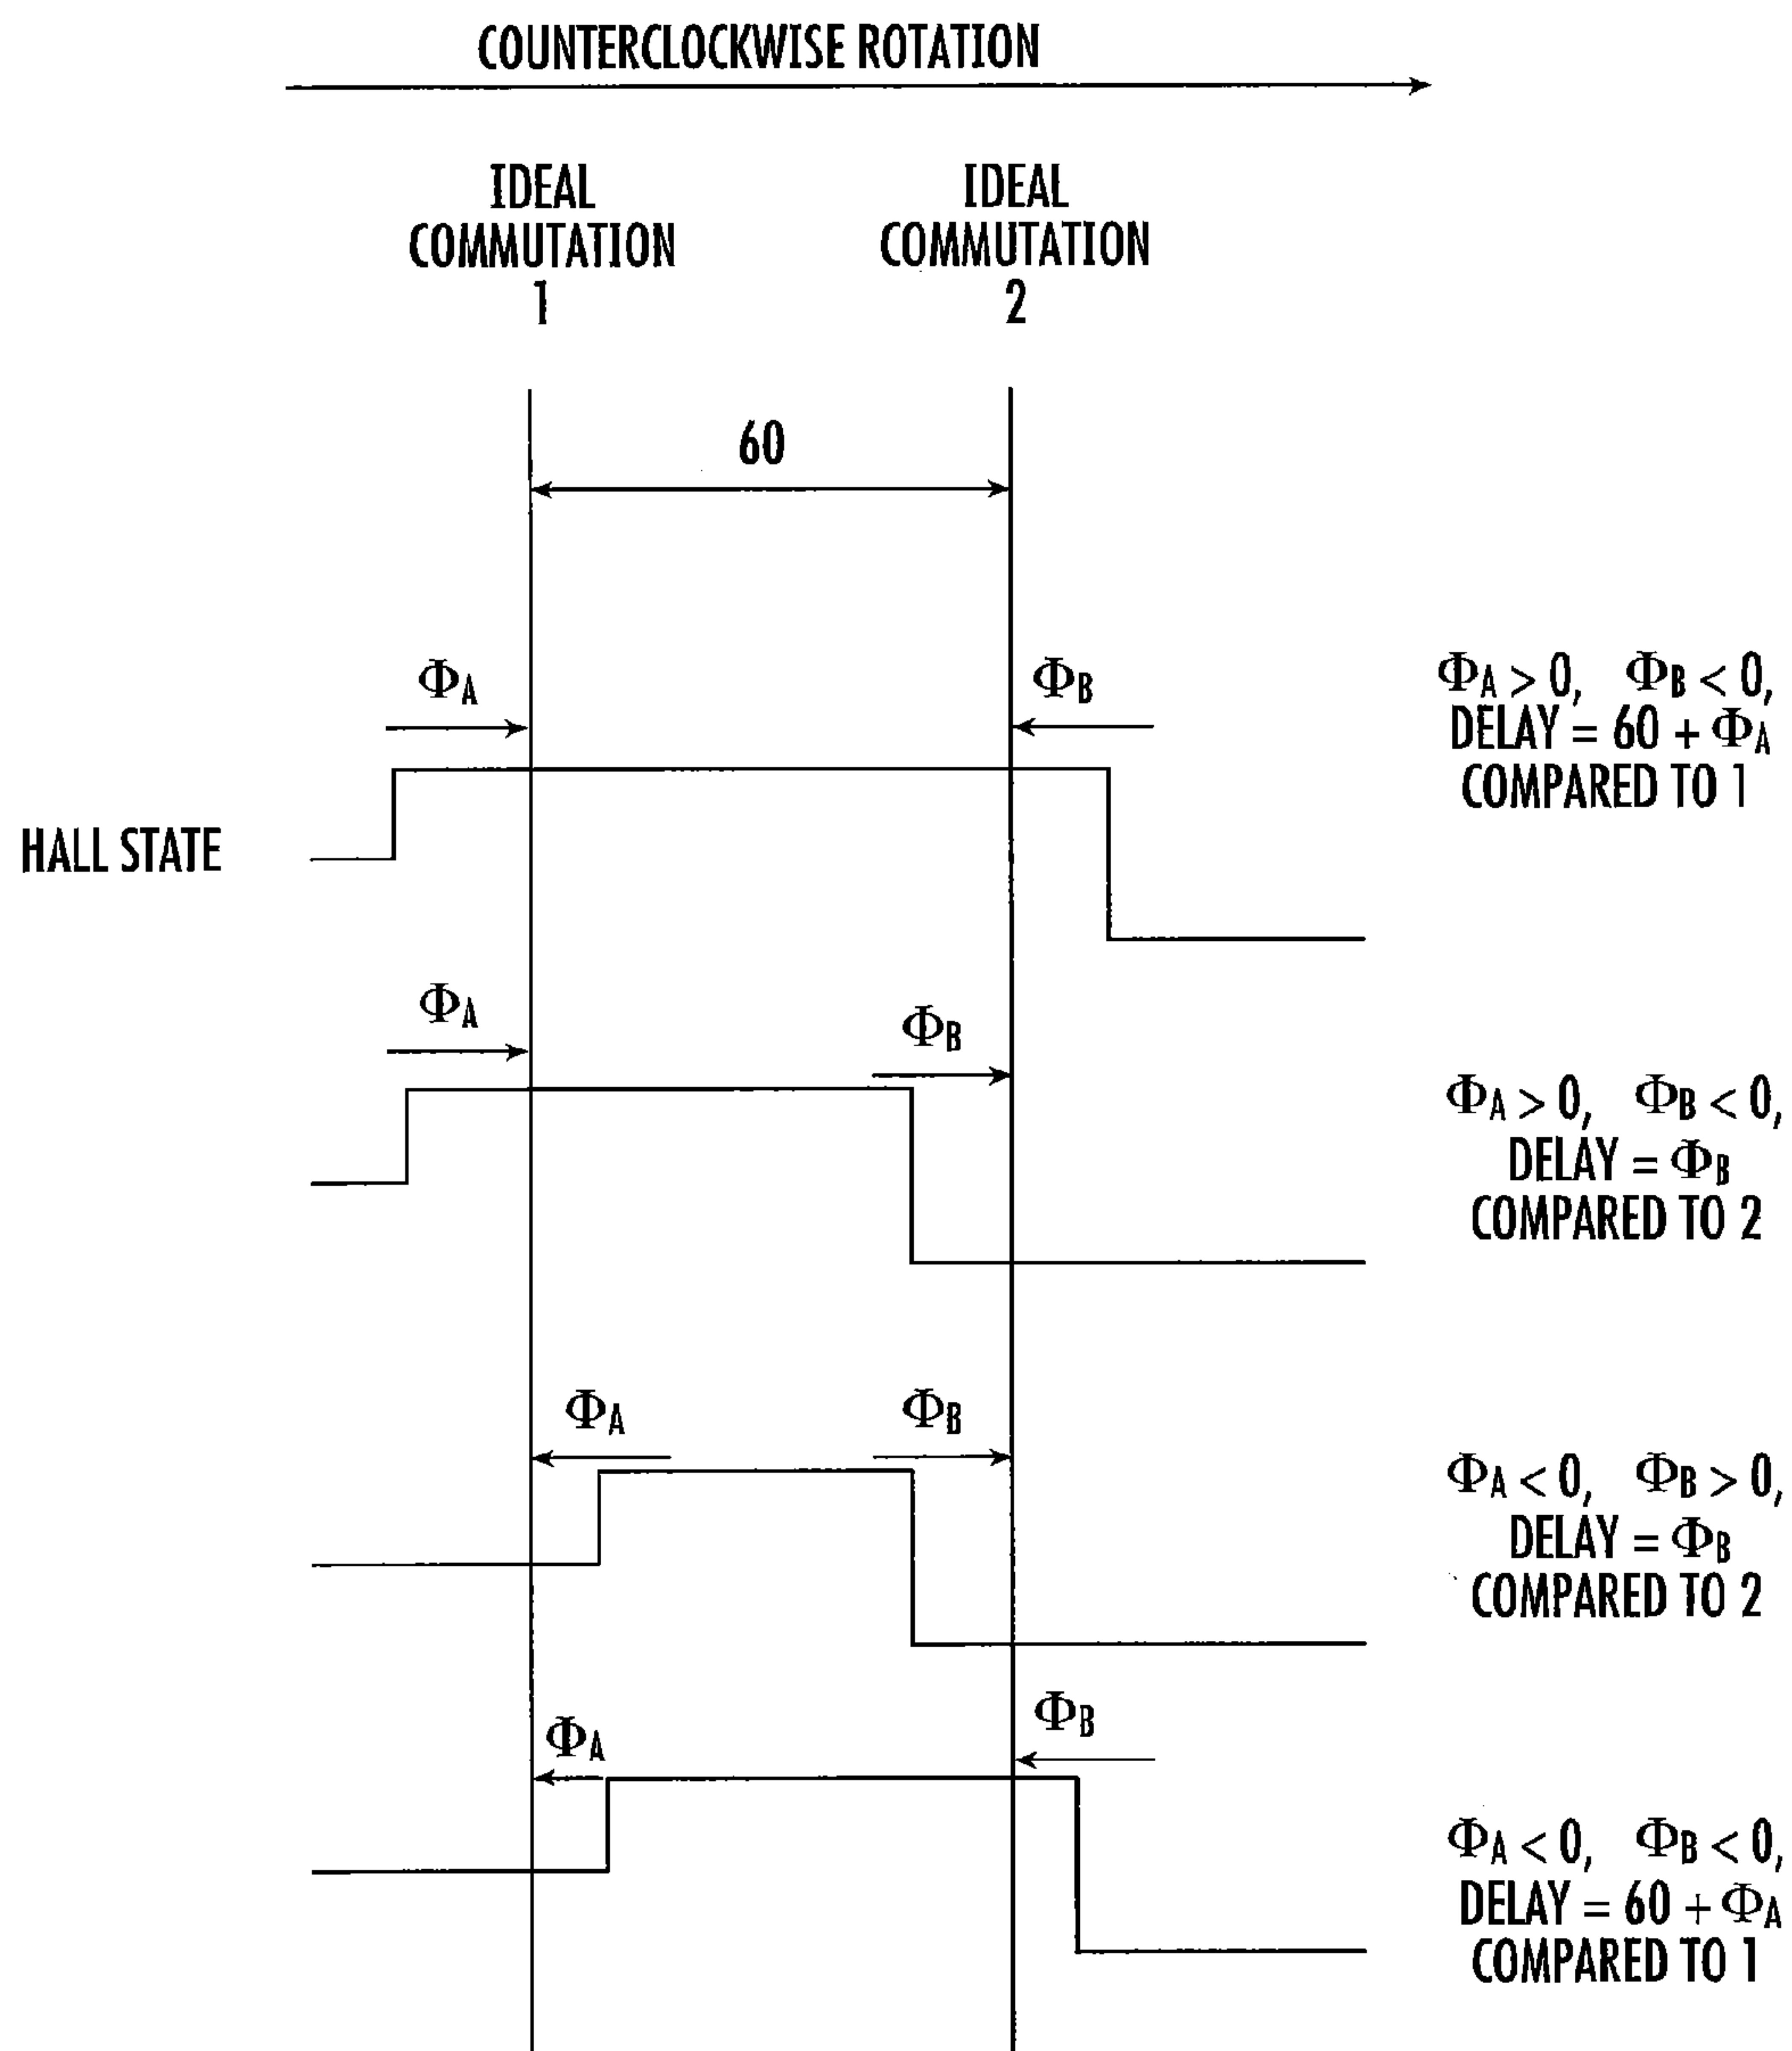 COUNTERCLOCKWISE ROTATION
IDEAL
COMMUTATION
1
IDEAL
COMMUTATION
2
60
ΦA
ΦB
ΦA > 0, ΦB < 0,
DELAY = 60 + ΦA
COMPARED TO 1
HALL STATE
ΦA
ΦB
ΦA > 0, ΦB < 0,
DELAY = ΦB
COMPARED TO 2
ΦA
ΦB
ΦA < 0, ΦB > 0,
DELAY = ΦB
COMPARED TO 2
ΦA
ΦB
ΦA < 0, ΦB < 0,
DELAY = 60 + ΦA
COMPARED TO 1